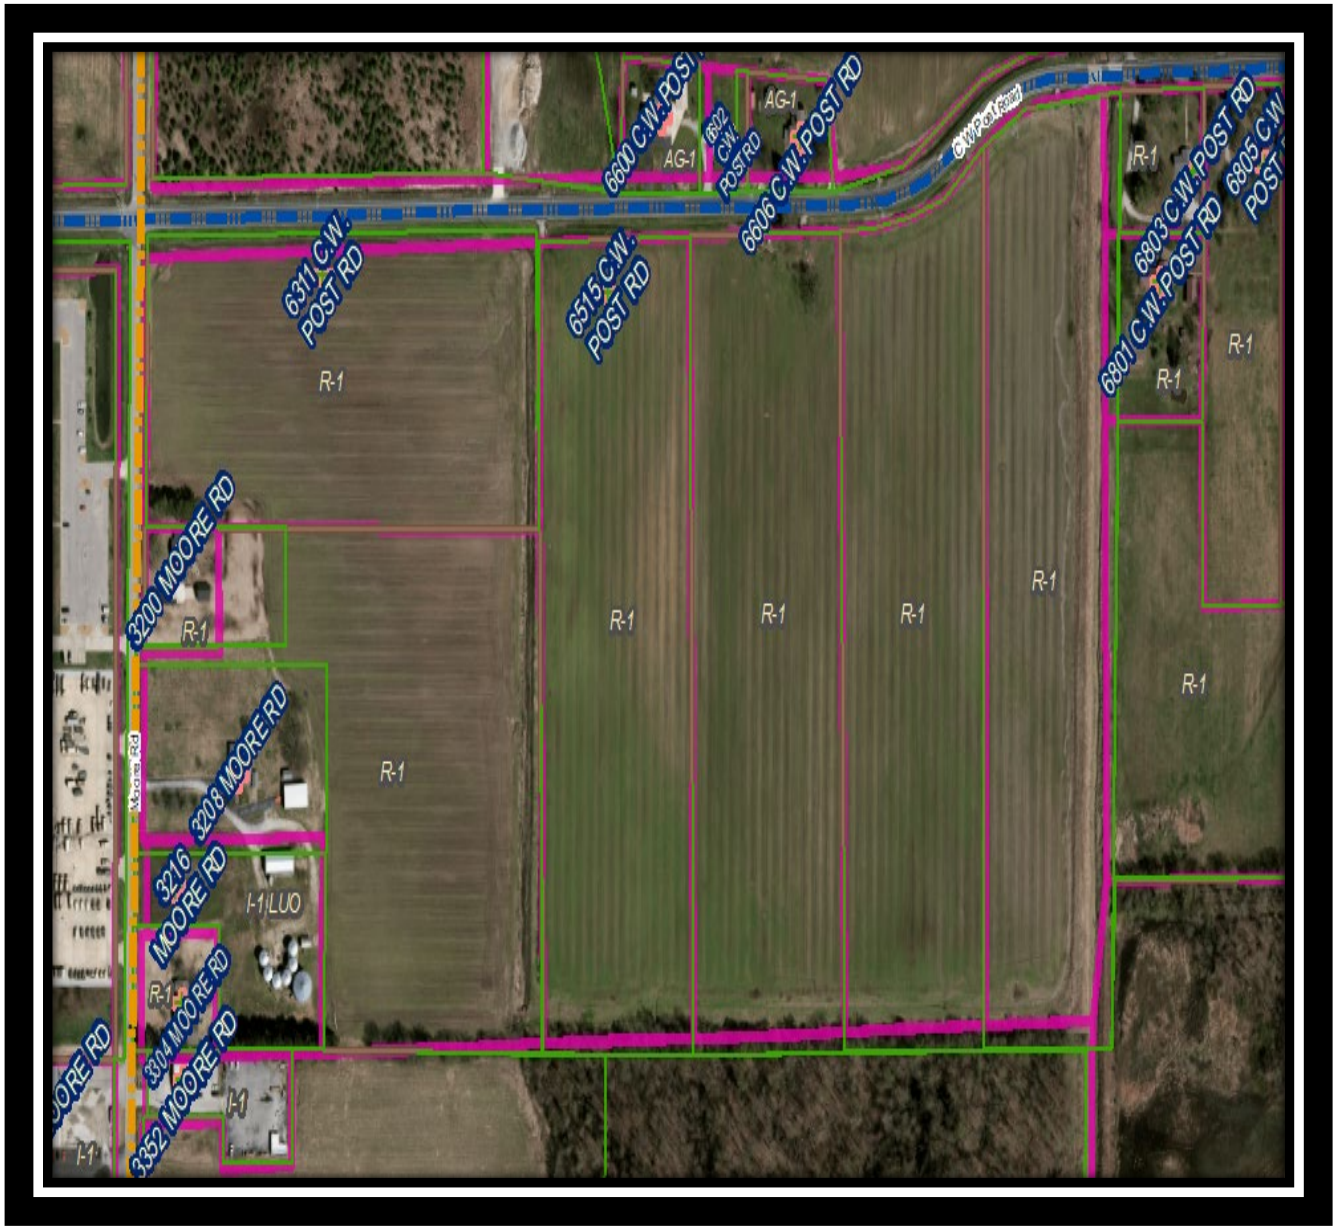 6600 C.W. POST
6602
C.W.
POST RD
AG-1
AG-1
6606 C.W. POST RD
C.W.Post Road
R-1
6803 C.W. POST RD
6805 C.W.
POST
6801 C.W. POST RD
R-1
R-1
6311 C.W.
POST RD
6515 C.W.
POST RD
R-1
3200 MOORE RD
R-1
R-1
R-1
R-1
R-1
R-1
Moore Rd
3208 MOORE RD
R-1
3216
MOORE RD
I-1 LUO
R-1
3304 MOORE RD
OORE RD
3352 MOORE RD
I-1
I-1